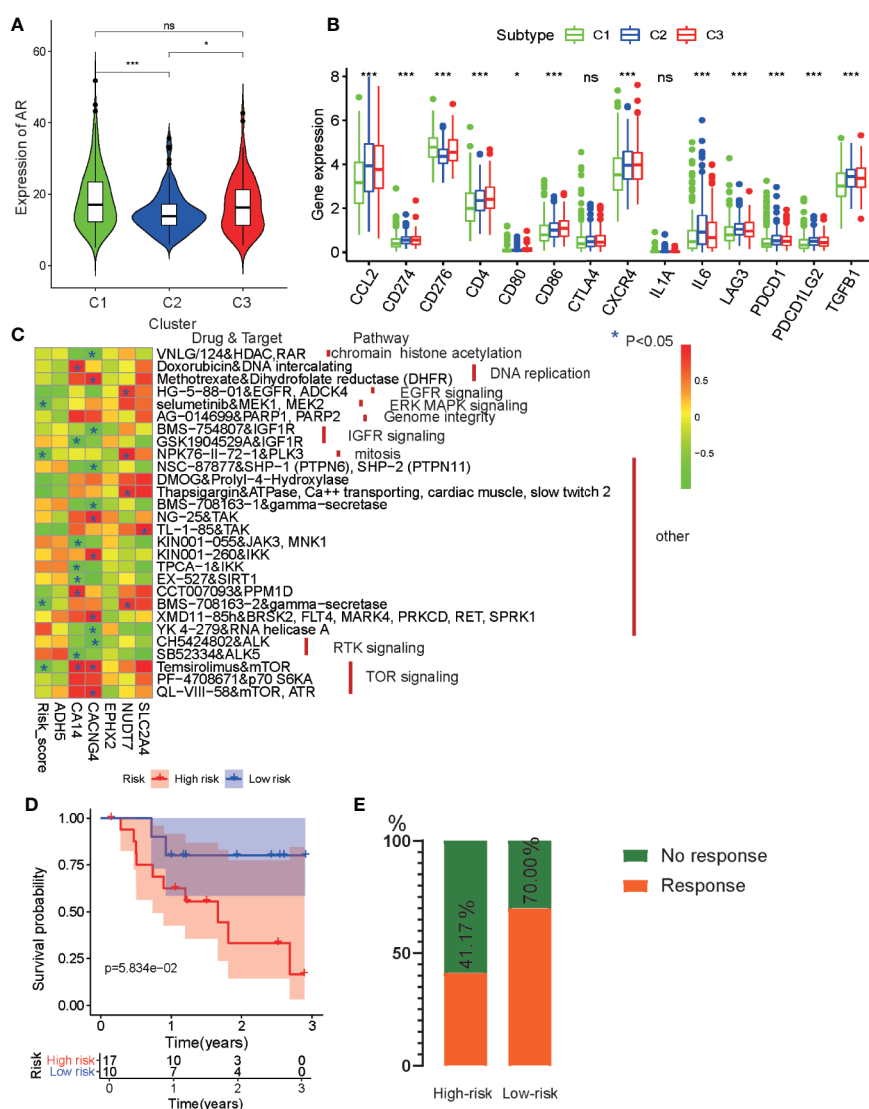 A
ns
***
*
60
40
20
0
Expression of AR
C1
C2
C3
Cluster
B
Subtype
C1
C2
C3
*** *** *** *** * *** ns *** ns *** *** *** *** ***
8
6
4
2
0
Gene expression
CCL2
CD274
CD276
CD4
CD80
CD86
CTLA4
CXCR4
IL1A
IL6
LAG3
PDCD1
PDCD1LG2
TGFB1
C
Drug & Target
Pathway
* P<0.05
VNLG/124&HDAC,RAR
chromain histone acetylation
Doxorubicin&DNA intercalating
Methotrexate&Dihydrofolate reductase (DHFR)
DNA replication
HG-5-88-01&EGFR, ADCK4
EGFR signaling
selumetinib&MEK1, MEK2
ERK MAPK signaling
AG-014699&PARP1, PARP2
Genome integrity
BMS-754807&IGF1R
IGFR signaling
GSK1904529A&IGF1R
NPK76-II-72-1&PLK3
mitosis
NSC-87877&SHP-1 (PTPN6), SHP-2 (PTPN11)
DMOG&Prolyl-4-Hydroxylase
Thapsigargin&ATPase, Ca++ transporting, cardiac muscle, slow twitch 2
BMS-708163-1&gamma-secretase
NG-25&TAK
TL-1-85&TAK
other
KIN001-055&JAK3, MNK1
KIN001-260&IKK
TPCA-1&IKK
EX-527&SIRT1
CCT007093&PPM1D
BMS-708163-2&gamma-secretase
XMD11-85h&BRSK2, FLT4, MARK4, PRKCD, RET, SPRK1
YK 4-279&RNA helicase A
CH5424802&ALK
RTK signaling
SB52334&ALK5
Temsirolimus&mTOR
PF-4708671&p70 S6KA
TOR signaling
QL-VIII-58&mTOR, ATR
0.5
0
−0.5
Risk_score
ADH5
CA14
CACNG4
EPHX2
NUDT7
SLC2A4
D
Risk
High risk
Low risk
1.00
0.75
0.50
0.25
0.00
Survival probability
p=5.834e−02
0
1
2
3
Time(years)
Risk
High risk 17 10 3 0
Low risk 10 7 4 0
0 1 2 3
Time(years)
E
%
100
50
0
41.17%
70.00%
High-risk
Low-risk
No response
Response